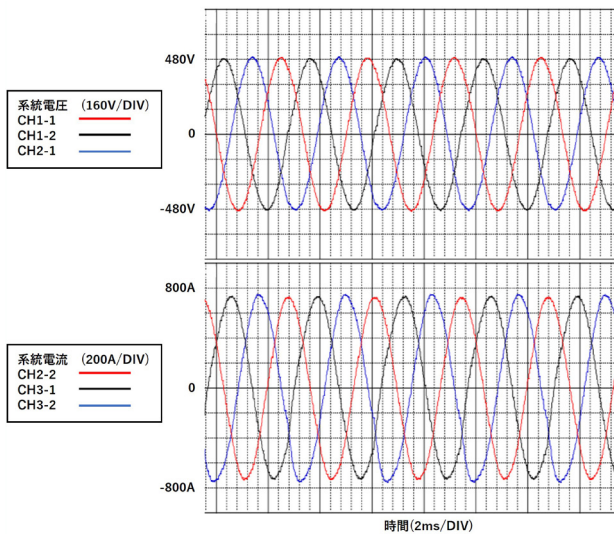 480V
系統電圧 (160V/DIV)
CH1-1
CH1-2
CH2-1
0
-480V
800A
系統電流 (200A/DIV)
CH2-2
CH3-1
CH3-2
0
-800A
時間(2ms/DIV)